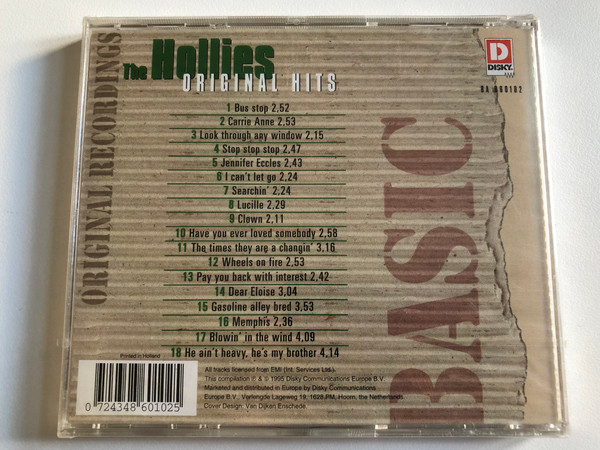 The Hollies
ORIGINAL HITS
DISKY
BA 860102
ORIGINAL RECORDINGS
BASIC
1 Bus stop 2,52
2 Carrie Anne 2,53
3 Look through any window 2,15
4 Stop stop stop 2,47
5 Jennifer Eccles 2,43
6 I can't let go 2,24
7 Searchin' 2,24
8 Lucille 2,29
9 Clown 2,11
10 Have you ever loved somebody 2,58
11 The times they are a changin' 3,16
12 Wheels on fire 2,53
13 Pay you back with interest 2,42
14 Dear Eloise 3,04
15 Gasoline alley bred 3,53
16 Memphis 2,36
17 Blowin' in the wind 4,09
18 He ain't heavy, he's my brother 4,14
Printed in Holland
0 724348 601025
All tracks licensed from EMI (Int. Services Ltd.).
This compilation ℗ & © 1995 Disky Communications Europe B.V.
Marketed and distributed in Europe by Disky Communications
Europe B.V., Verlengde Lageweg 19, 1628 PM, Hoorn, the Netherlands.
Cover Design: Van Dijken Enschede.